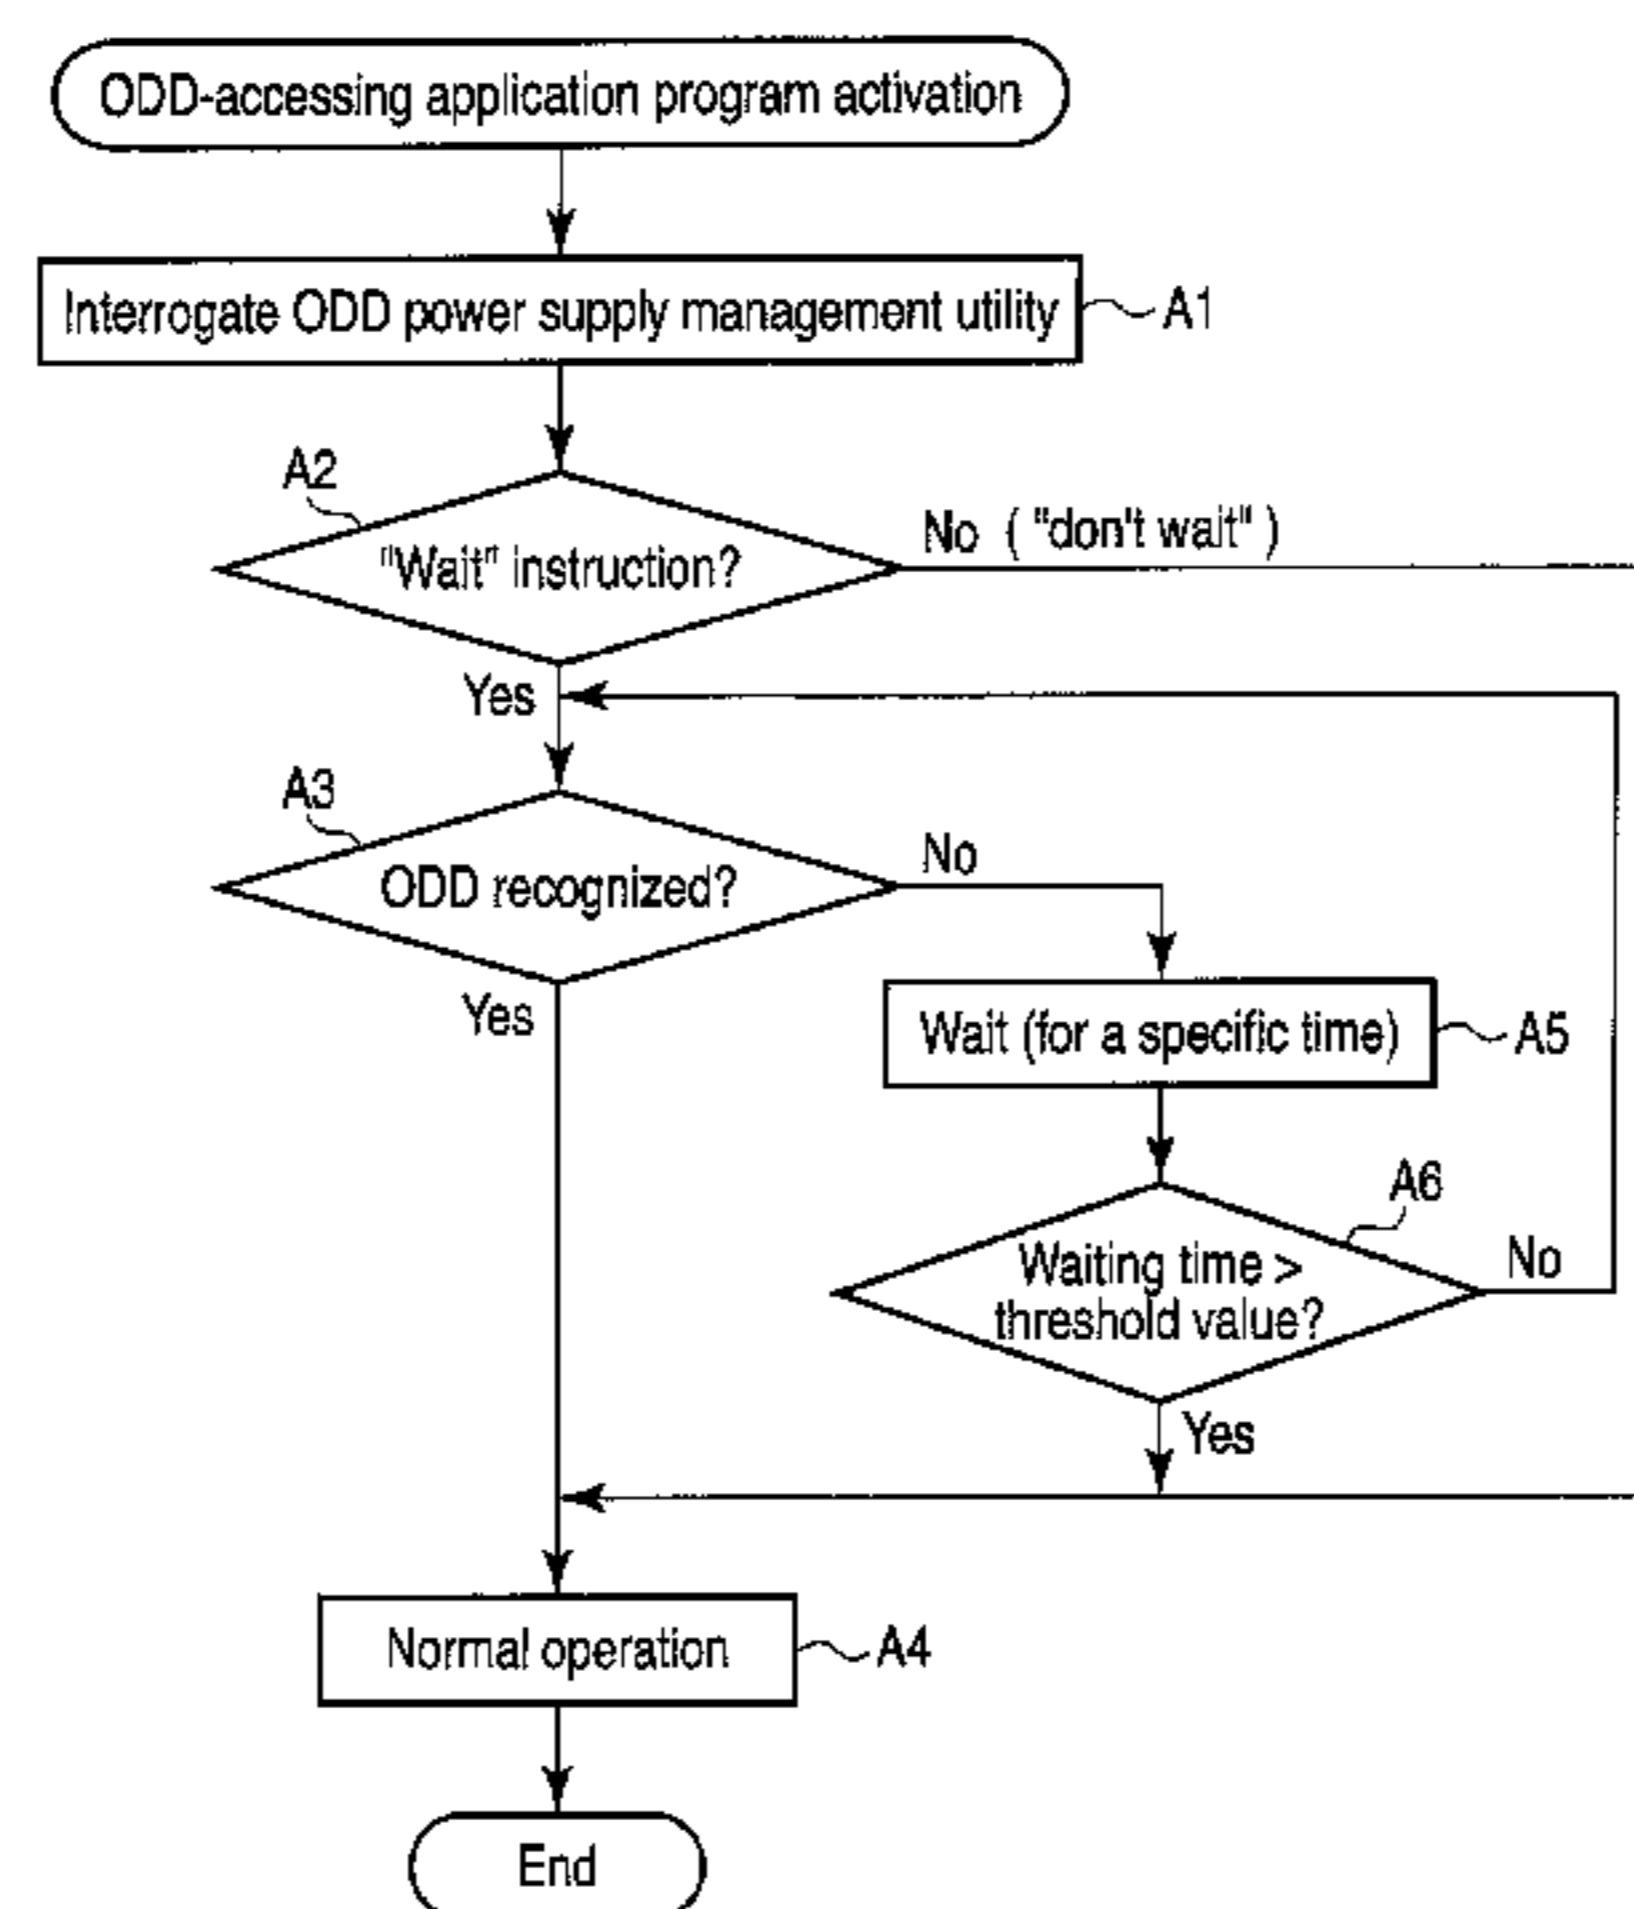 ODD-accessing application program activation
Interrogate ODD power supply management utility
A1
A2
"Wait" instruction?
No ( "don't wait" )
Yes
A3
ODD recognized?
No
Yes
Wait (for a specific time)
A5
A6
Waiting time >
threshold value?
No
Yes
Normal operation
A4
End